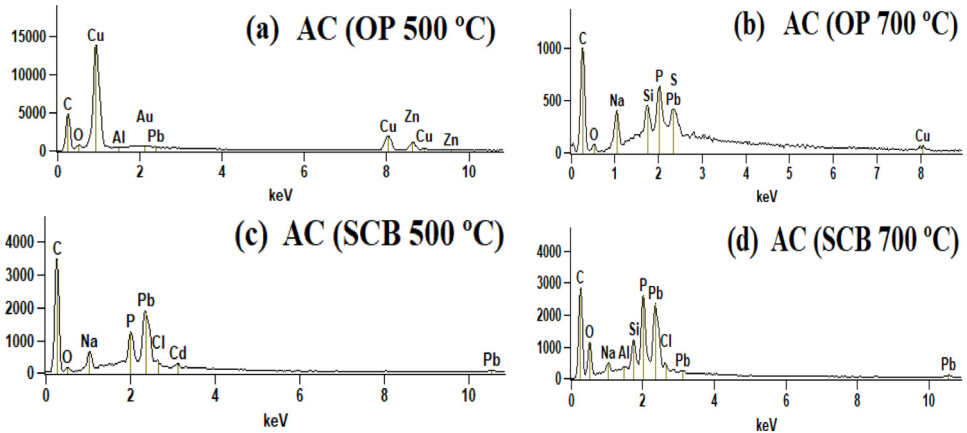 (a) AC (OP 500 ºC)
15000
10000
5000
0
C
O
Cu
Al
Au
Pb
Cu
Zn
Cu
Zn
0 2 4 6 8 10
keV
(b) AC (OP 700 ºC)
1000
500
0
C
O
Na
Si
P
S
Pb
Cu
0 1 2 3 4 5 6 7 8
keV
(c) AC (SCB 500 ºC)
4000
3000
2000
1000
0
C
O
Na
P
Pb
Cl
Cd
Pb
0 2 4 6 8 10
keV
(d) AC (SCB 700 ºC)
4000
3000
2000
1000
0
C
O
Na
Al
Si
P
Pb
Cl
Pb
Pb
0 2 4 6 8 10
keV